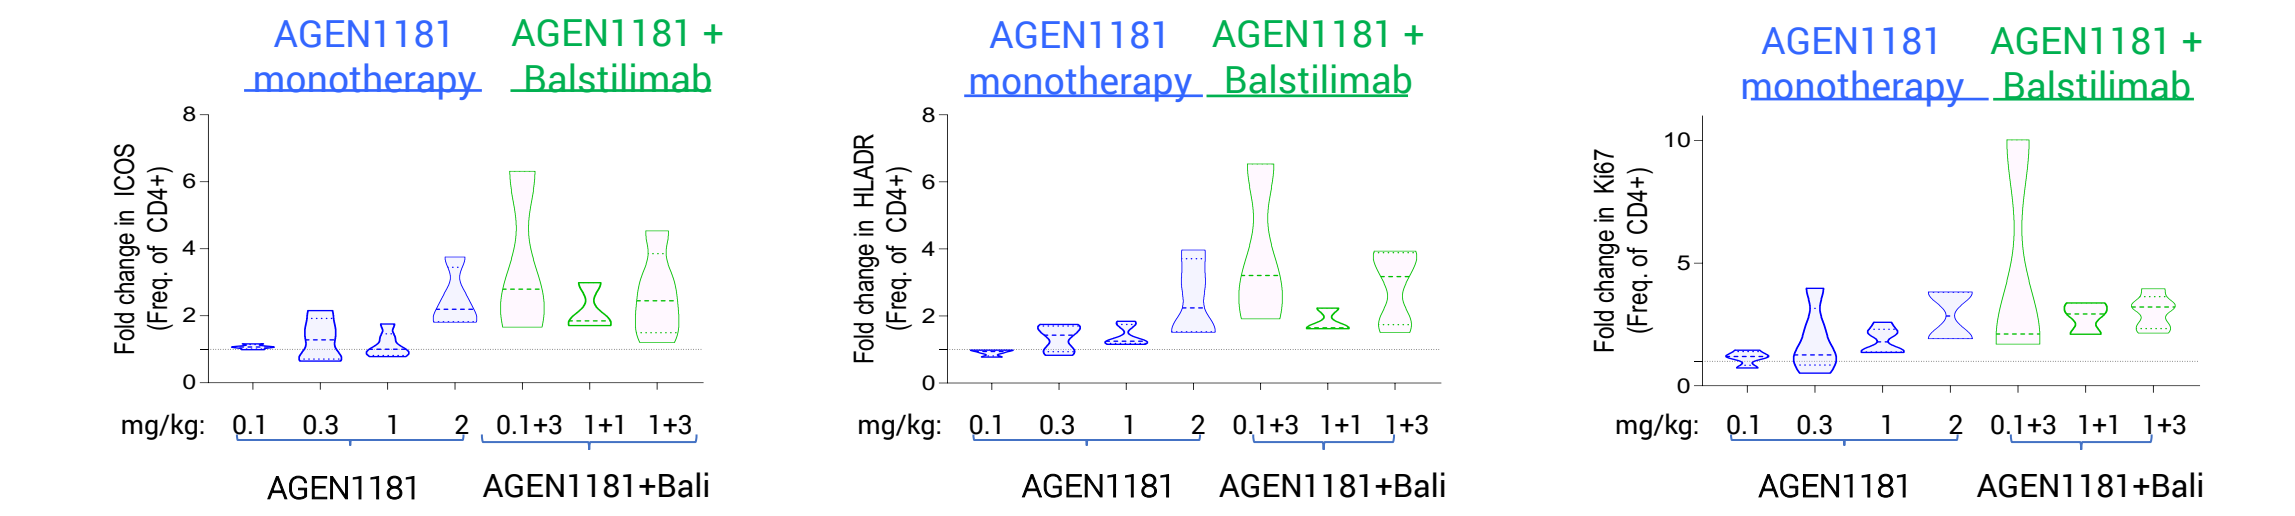 AGEN1181
monotherapy
AGEN1181 +
Balstilimab
Fold change in ICOS
(Freq. of CD4+)
8
6
4
2
0
mg/kg: 0.1 0.3 1 2 0.1+3 1+1 1+3
AGEN1181
AGEN1181+Bali
AGEN1181
monotherapy
AGEN1181 +
Balstilimab
Fold change in HLADR
(Freq. of CD4+)
8
6
4
2
0
mg/kg: 0.1 0.3 1 2 0.1+3 1+1 1+3
AGEN1181
AGEN1181+Bali
AGEN1181
monotherapy
AGEN1181 +
Balstilimab
Fold change in Ki67
(Freq. of CD4+)
10
5
0
mg/kg: 0.1 0.3 1 2 0.1+3 1+1 1+3
AGEN1181
AGEN1181+Bali